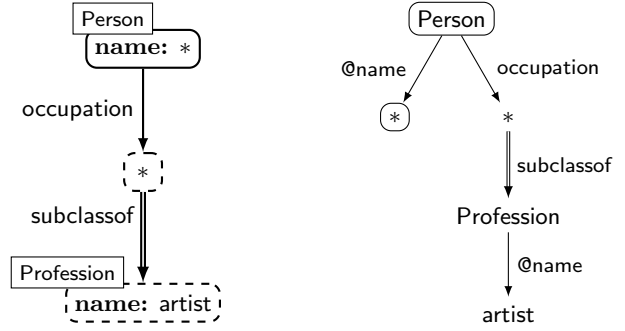 Person
name: *
occupation
*
subclassof
Profession
name: artist
Person
@name
occupation
*
*
subclassof
Profession
@name
artist